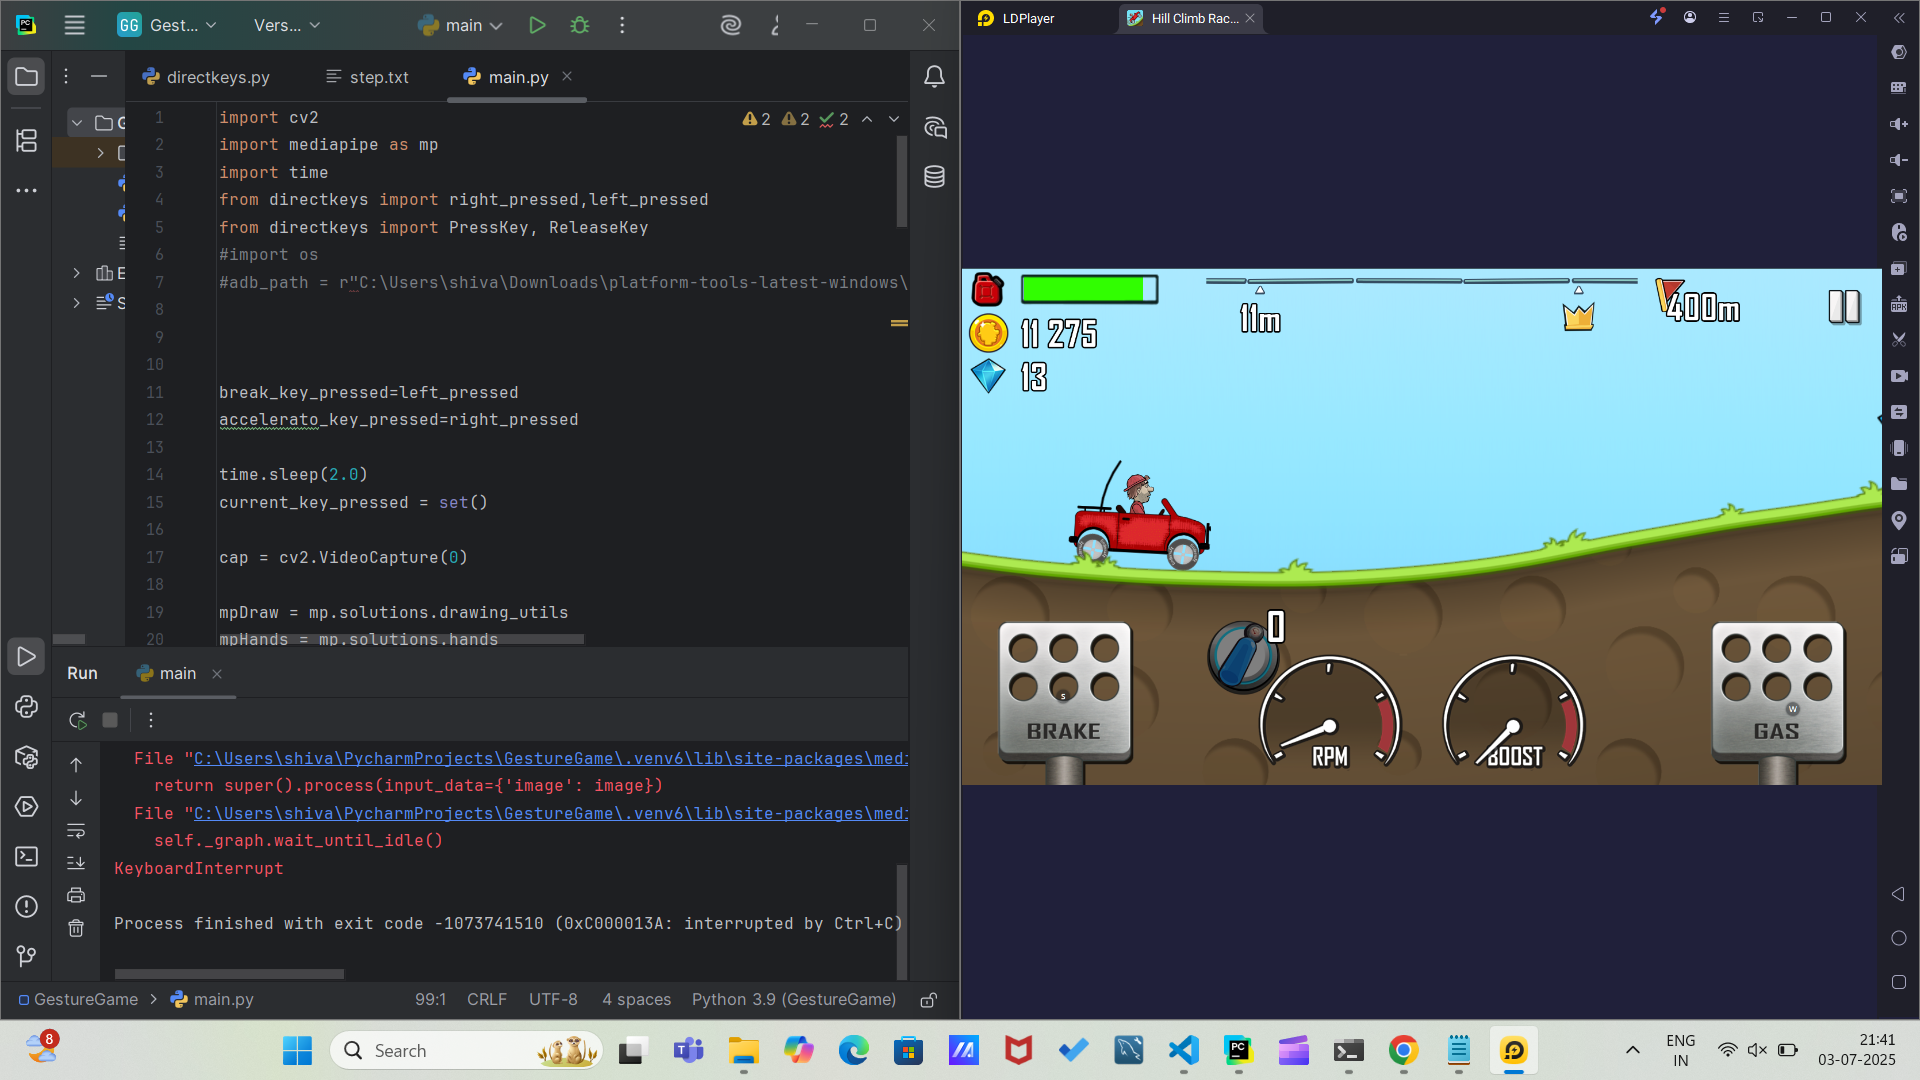 GG Gest...
Vers...
main
directkeys.py
step.txt
main.py
1 import cv2
2 import mediapipe as mp
3 import time
4 from directkeys import right_pressed,left_pressed
5 from directkeys import PressKey, ReleaseKey
6 #import os
7 #adb_path = r"C:\Users\shiva\Downloads\platform-tools-latest-windows\
8
9
10
11 break_key_pressed=left_pressed
12 accelerato_key_pressed=right_pressed
13
14 time.sleep(2.0)
15 current_key_pressed = set()
16
17 cap = cv2.VideoCapture(0)
18
19 mpDraw = mp.solutions.drawing_utils
20 mpHands = mp.solutions.hands
2 2 2
Run
main
File "C:\Users\shiva\PycharmProjects\GestureGame\.venv6\lib\site-packages\medi
return super().process(input_data={'image': image})
File "C:\Users\shiva\PycharmProjects\GestureGame\.venv6\lib\site-packages\medi
self._graph.wait_until_idle()
KeyboardInterrupt
Process finished with exit code -1073741510 (0xC000013A: interrupted by Ctrl+C)
GestureGame > main.py
99:1 CRLF UTF-8 4 spaces Python 3.9 (GestureGame)
LDPlayer
Hill Climb Rac...
11m
400m
11 275
13
0
S
BRAKE
RPM
BOOST
W
GAS
8
Search
ENG
IN
21:41
03-07-2025